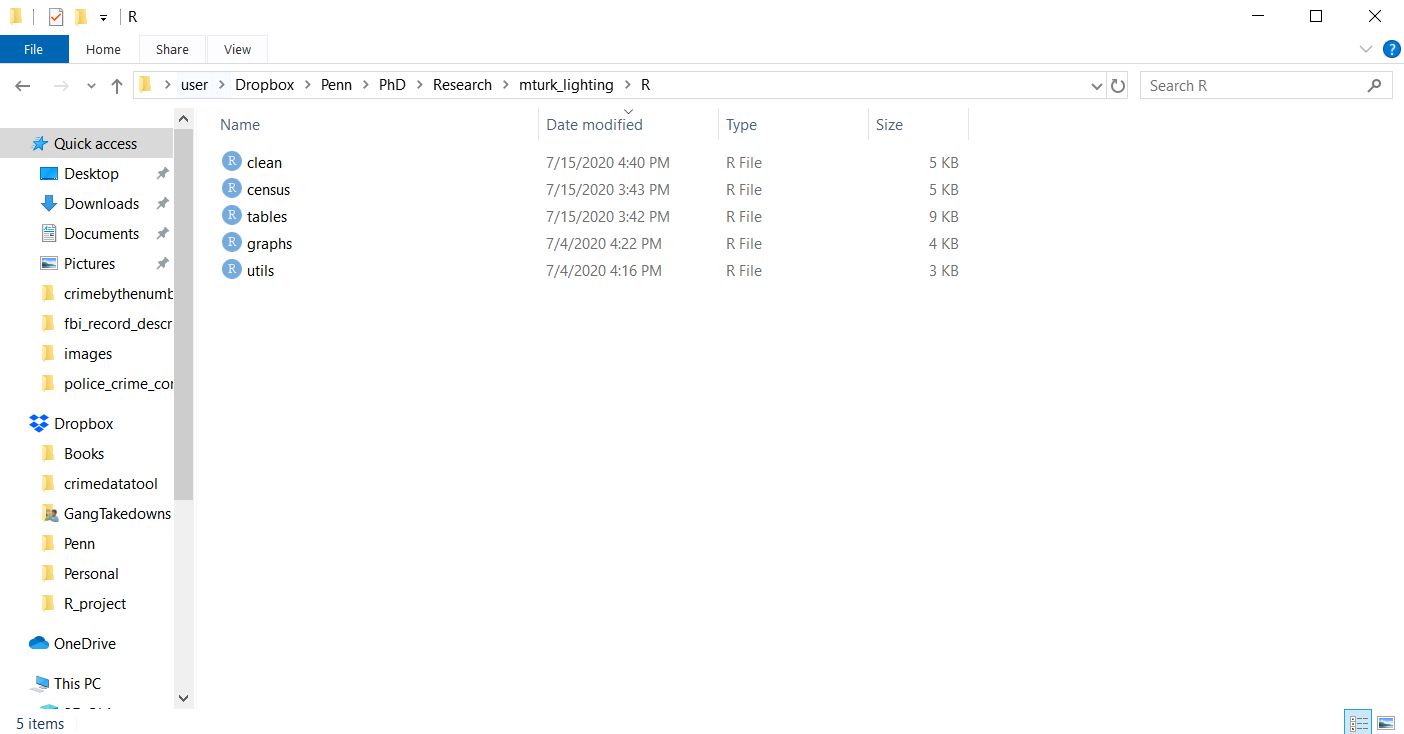 R
File Home Share View
user Dropbox Penn PhD Research mturk_lighting R Search R
Name Date modified Type Size
Quick access
Desktop
Downloads
Documents
Pictures
crimebythenumb
fbi_record_descr
images
police_crime_cor
Dropbox
Books
crimedatatool
GangTakedowns
Penn
Personal
R_project
OneDrive
This PC
R clean 7/15/2020 4:40 PM R File 5 KB
R census 7/15/2020 3:43 PM R File 5 KB
R tables 7/15/2020 3:42 PM R File 9 KB
R graphs 7/4/2020 4:22 PM R File 4 KB
R utils 7/4/2020 4:16 PM R File 3 KB
5 items